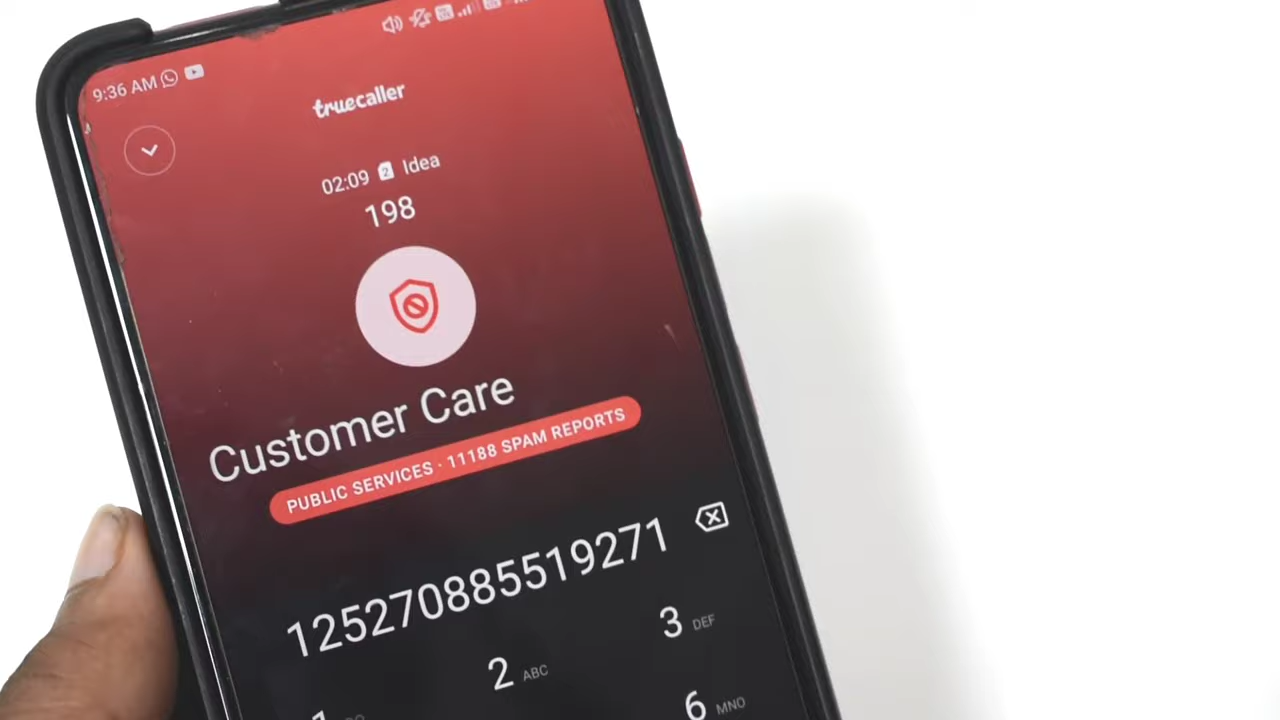 9:36 AM
truecaller
02:09 2 Idea
198
Customer Care
PUBLIC SERVICES · 11188 SPAM REPORTS
125270885519271
2 ABC
3 DEF
1
6 MNO